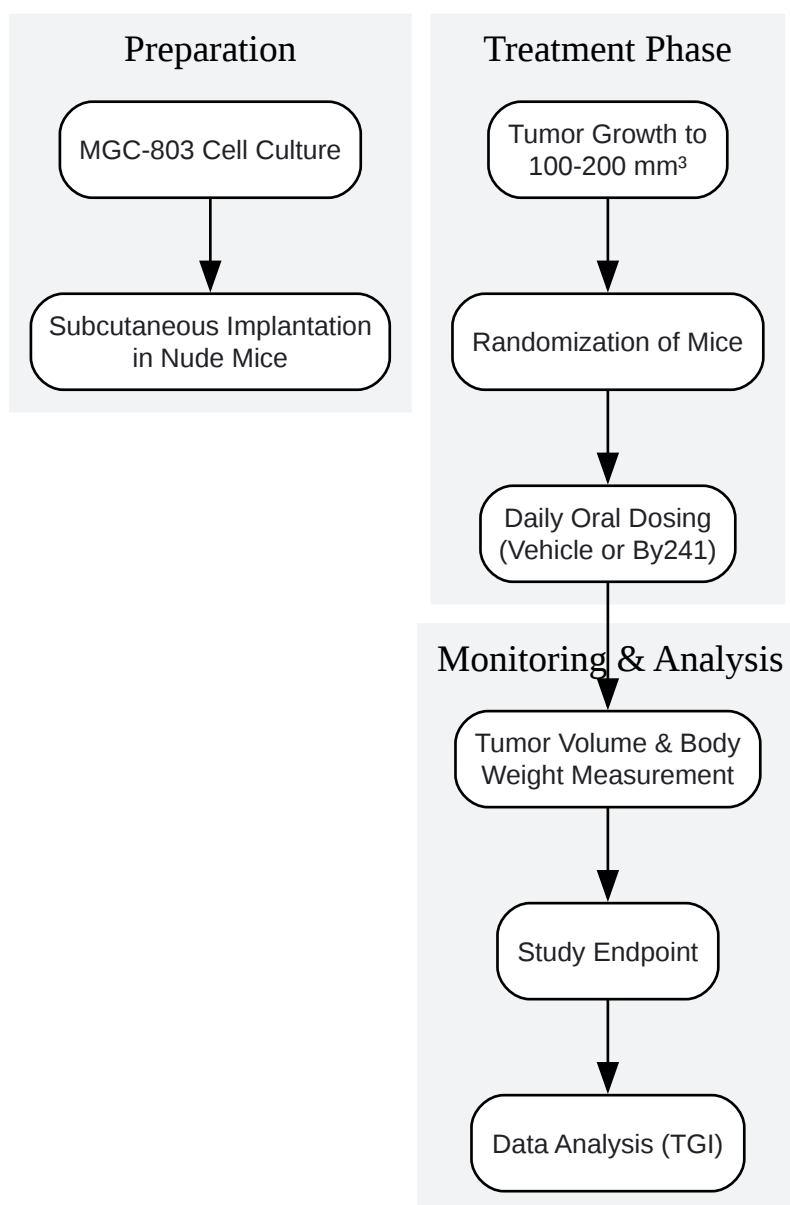 Preparation
MGC-803 Cell Culture
Subcutaneous Implantation
in Nude Mice
Treatment Phase
Tumor Growth to
100-200 mm³
Randomization of Mice
Daily Oral Dosing
(Vehicle or By241)
Monitoring & Analysis
Tumor Volume & Body
Weight Measurement
Study Endpoint
Data Analysis (TGI)